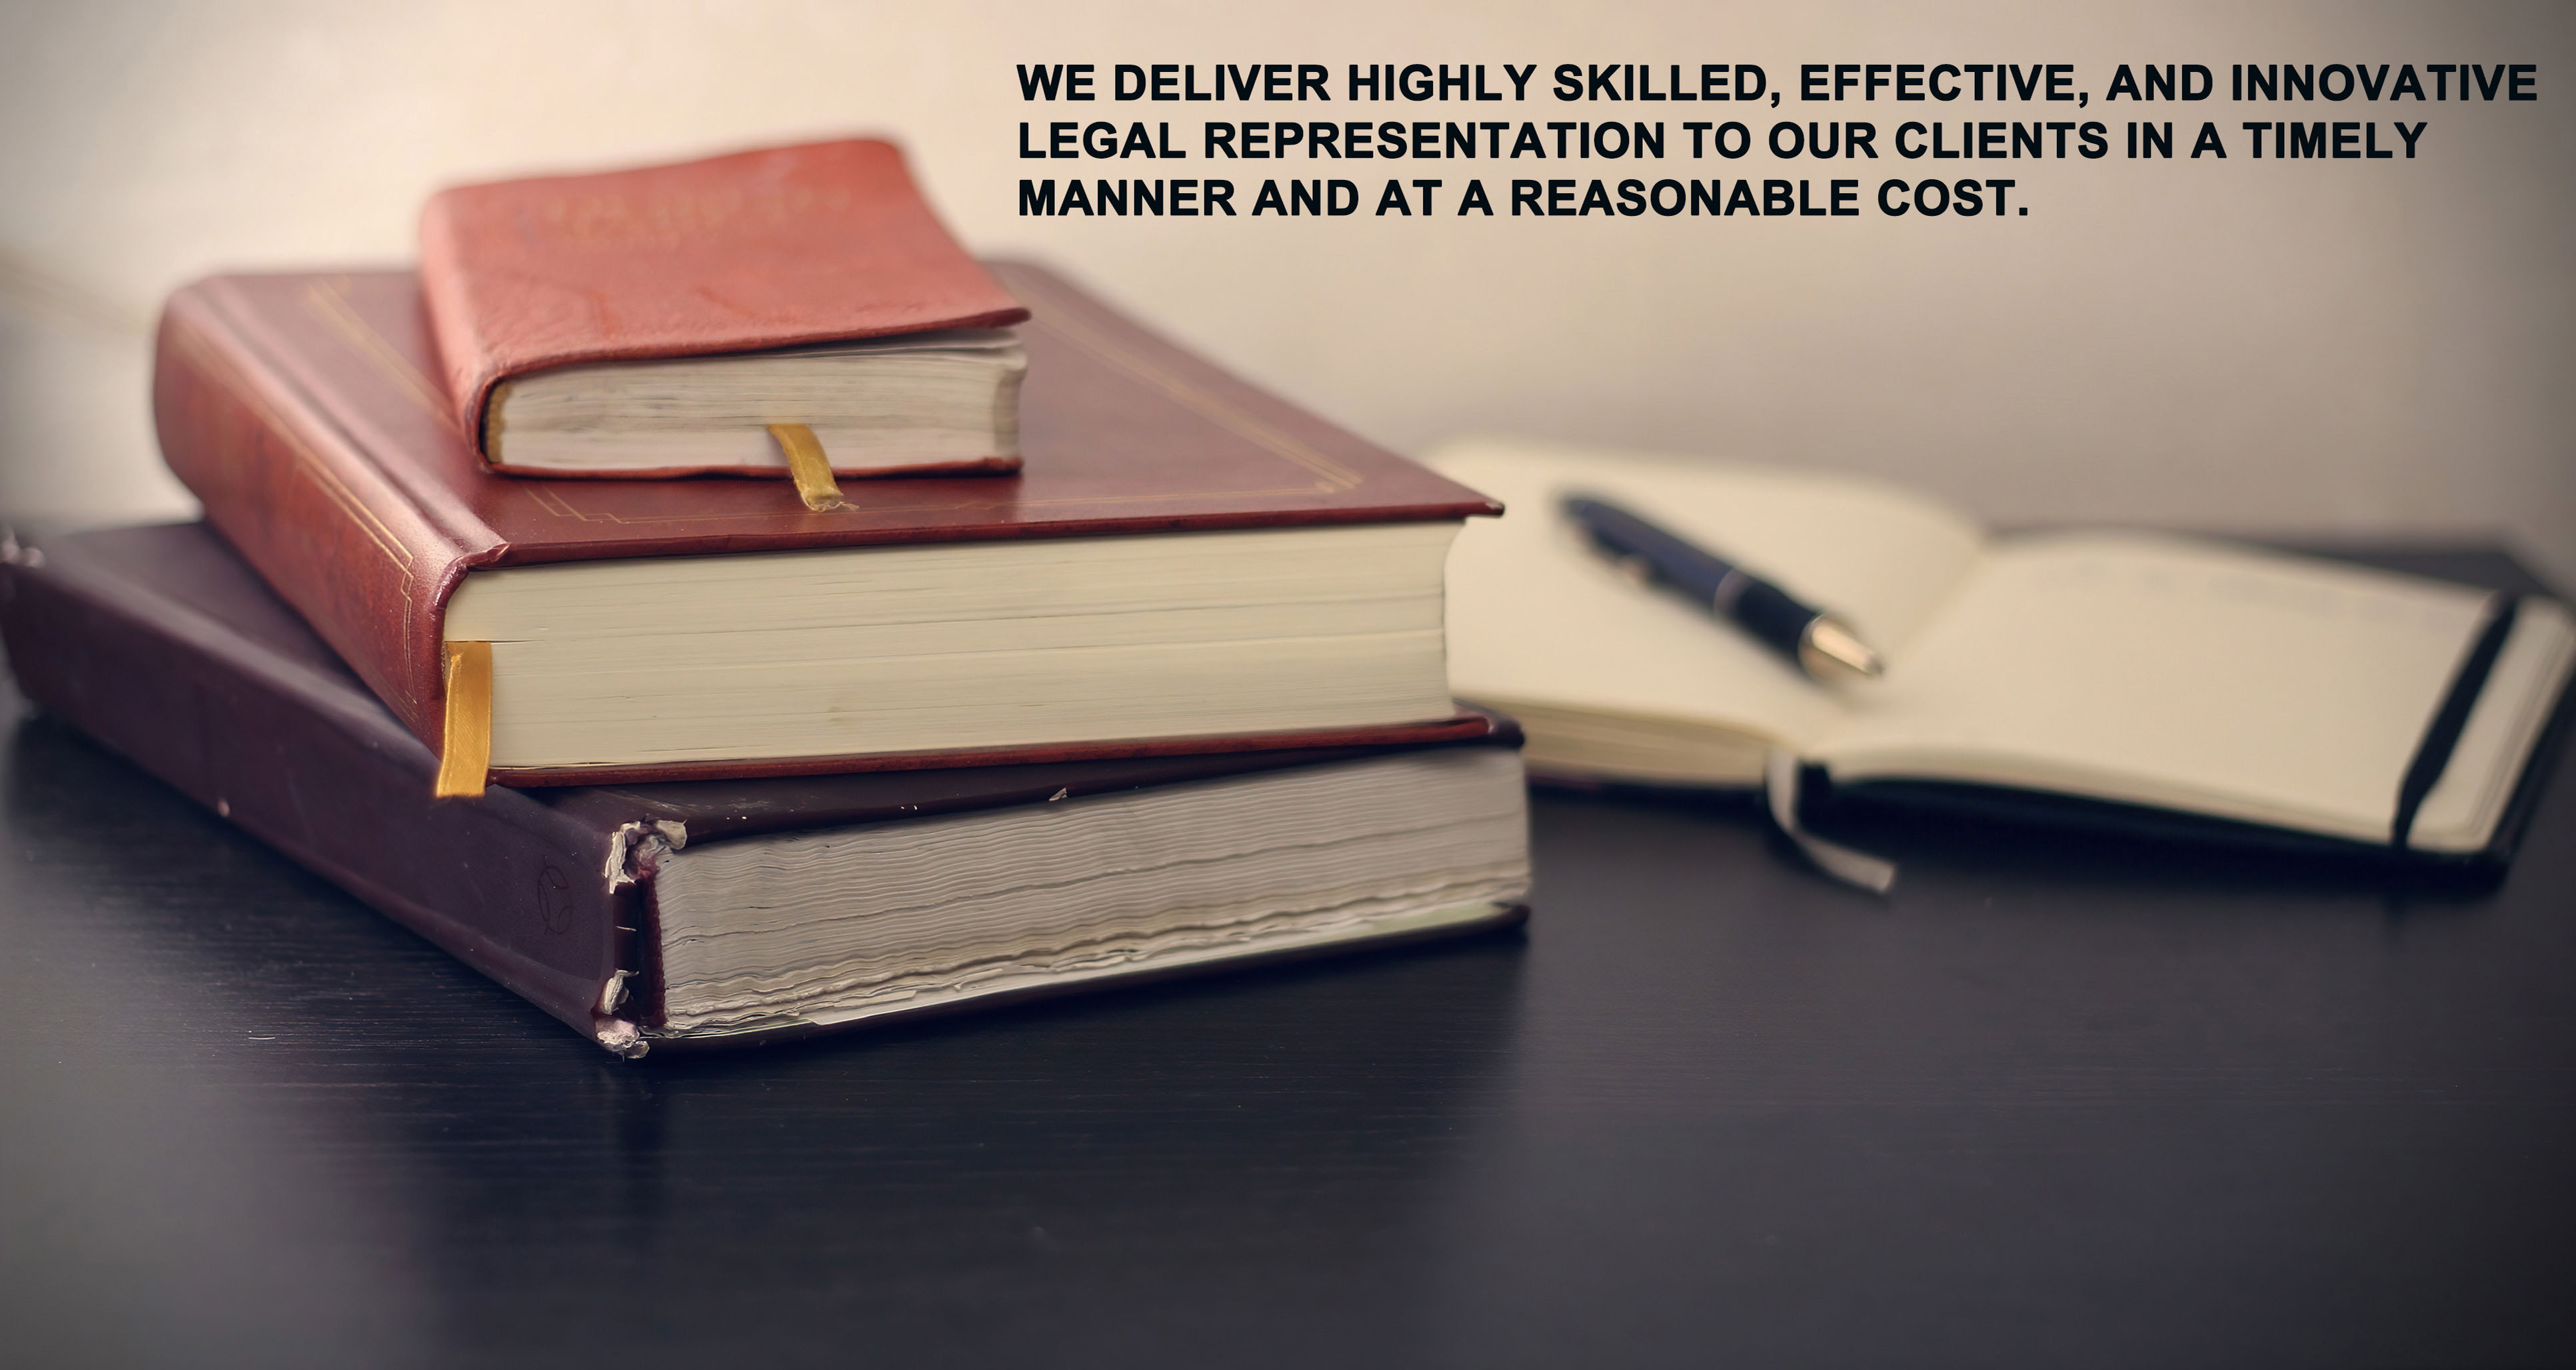 WE DELIVER HIGHLY SKILLED, EFFECTIVE, AND INNOVATIVE
LEGAL REPRESENTATION TO OUR CLIENTS IN A TIMELY
MANNER AND AT A REASONABLE COST.